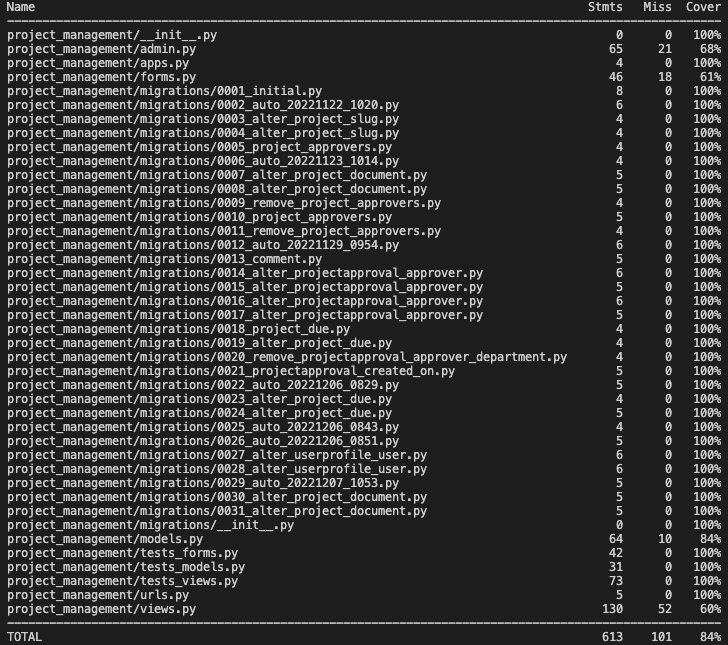 Name Stmts Miss Cover
project_management/__init__.py 0 0 100%
project_management/admin.py 65 21 68%
project_management/apps.py 4 0 100%
project_management/forms.py 46 18 61%
project_management/migrations/0001_initial.py 8 0 100%
project_management/migrations/0002_auto_20221122_1020.py 6 0 100%
project_management/migrations/0003_alter_project_slug.py 4 0 100%
project_management/migrations/0004_alter_project_slug.py 4 0 100%
project_management/migrations/0005_project_approvers.py 4 0 100%
project_management/migrations/0006_auto_20221123_1014.py 4 0 100%
project_management/migrations/0007_alter_project_document.py 5 0 100%
project_management/migrations/0008_alter_project_document.py 5 0 100%
project_management/migrations/0009_remove_project_approvers.py 4 0 100%
project_management/migrations/0010_project_approvers.py 5 0 100%
project_management/migrations/0011_remove_project_approvers.py 4 0 100%
project_management/migrations/0012_auto_20221129_0954.py 6 0 100%
project_management/migrations/0013_comment.py 5 0 100%
project_management/migrations/0014_alter_projectapproval_approver.py 6 0 100%
project_management/migrations/0015_alter_projectapproval_approver.py 5 0 100%
project_management/migrations/0016_alter_projectapproval_approver.py 6 0 100%
project_management/migrations/0017_alter_projectapproval_approver.py 5 0 100%
project_management/migrations/0018_project_due.py 4 0 100%
project_management/migrations/0019_alter_project_due.py 4 0 100%
project_management/migrations/0020_remove_projectapproval_approver_department.py 4 0 100%
project_management/migrations/0021_projectapproval_created_on.py 5 0 100%
project_management/migrations/0022_auto_20221206_0829.py 5 0 100%
project_management/migrations/0023_alter_project_due.py 4 0 100%
project_management/migrations/0024_alter_project_due.py 5 0 100%
project_management/migrations/0025_auto_20221206_0843.py 4 0 100%
project_management/migrations/0026_auto_20221206_0851.py 5 0 100%
project_management/migrations/0027_alter_userprofile_user.py 6 0 100%
project_management/migrations/0028_alter_userprofile_user.py 6 0 100%
project_management/migrations/0029_auto_20221207_1053.py 5 0 100%
project_management/migrations/0030_alter_project_document.py 5 0 100%
project_management/migrations/0031_alter_project_document.py 5 0 100%
project_management/migrations/__init__.py 0 0 100%
project_management/models.py 64 10 84%
project_management/tests_forms.py 42 0 100%
project_management/tests_models.py 31 0 100%
project_management/tests_views.py 73 0 100%
project_management/urls.py 5 0 100%
project_management/views.py 130 52 60%
TOTAL 613 101 84%